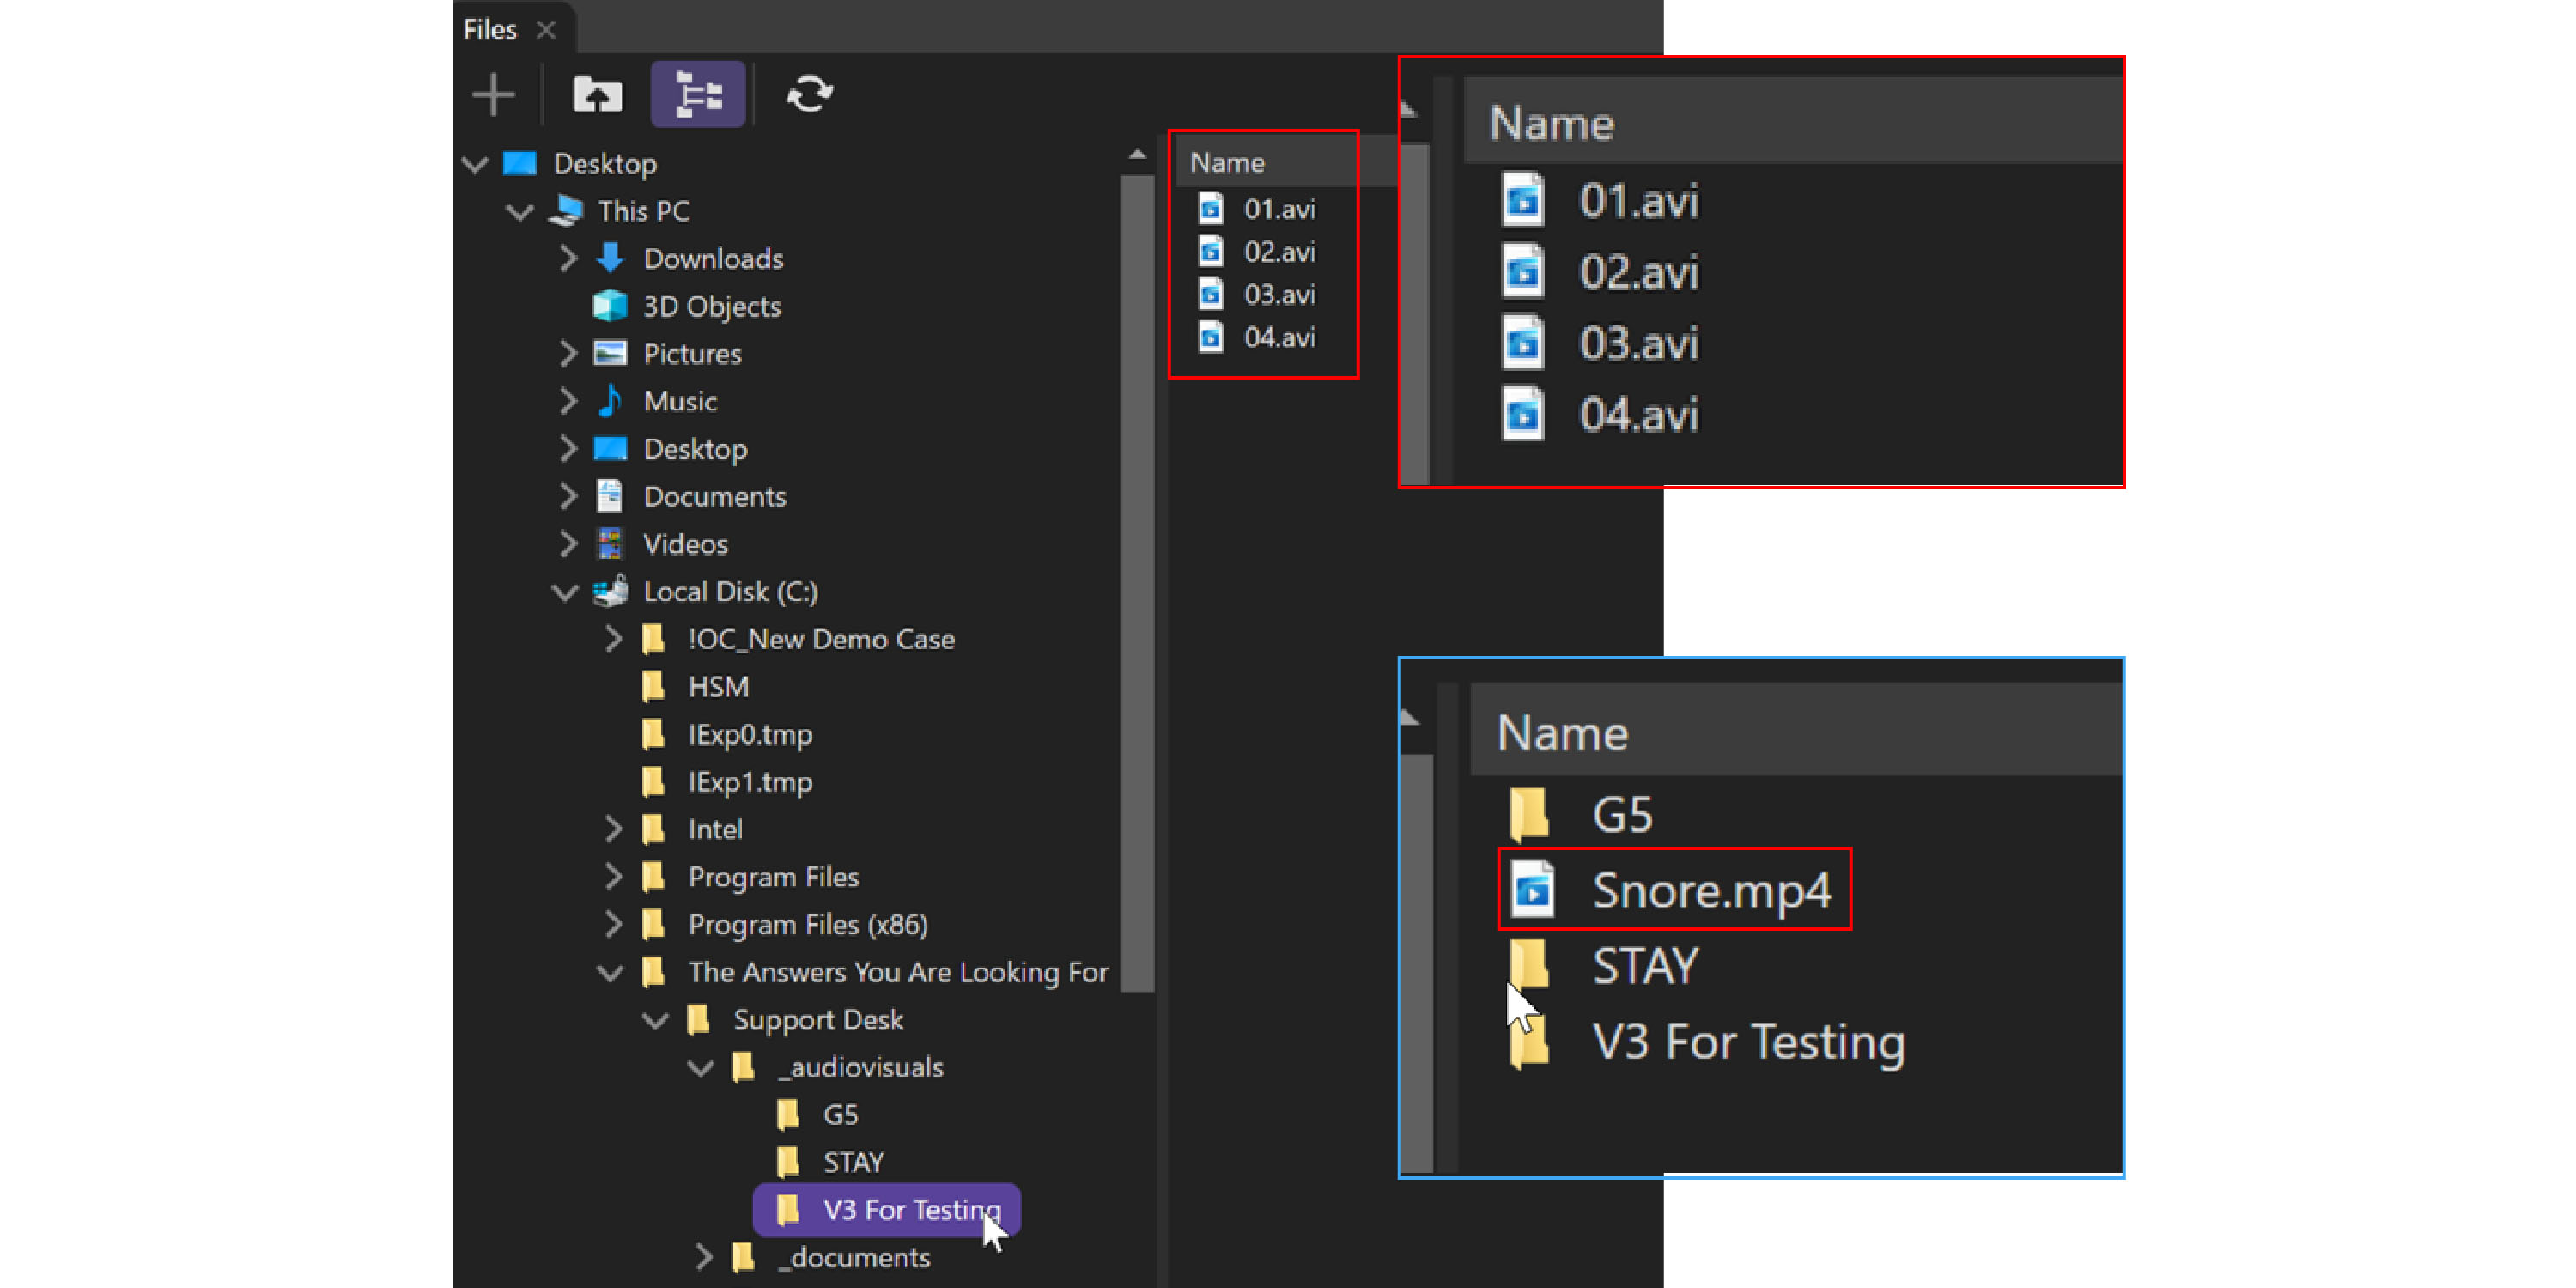 Files
Desktop
This PC
Downloads
3D Objects
Pictures
Music
Desktop
Documents
Videos
Local Disk (C:)
!OC_New Demo Case
HSM
IExp0.tmp
IExp1.tmp
Intel
Program Files
Program Files (x86)
The Answers You Are Looking For
Support Desk
_audiovisuals
G5
STAY
V3 For Testing
_documents
Name
01.avi
02.avi
03.avi
04.avi
Name
01.avi
02.avi
03.avi
04.avi
Name
G5
Snore.mp4
STAY
V3 For Testing